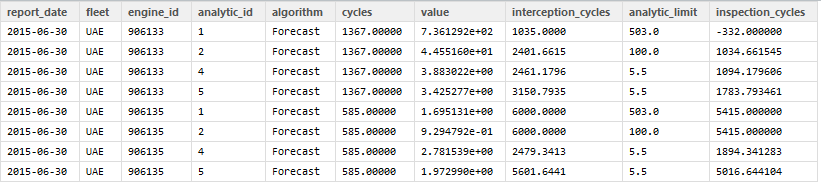 report_date fleet engine_id analytic_id algorithm cycles value interception_cycles analytic_limit inspection_cycles
2015-06-30 UAE 906133 1 Forecast 1367.00000 7.361292e+02 1035.0000 503.0 -332.000000
2015-06-30 UAE 906133 2 Forecast 1367.00000 4.455160e+01 2401.6615 100.0 1034.661545
2015-06-30 UAE 906133 4 Forecast 1367.00000 3.883022e+00 2461.1796 5.5 1094.179606
2015-06-30 UAE 906133 5 Forecast 1367.00000 3.425277e+00 3150.7935 5.5 1783.793461
2015-06-30 UAE 906135 1 Forecast 585.00000 1.695131e+00 6000.0000 503.0 5415.000000
2015-06-30 UAE 906135 2 Forecast 585.00000 9.294792e-01 6000.0000 100.0 5415.000000
2015-06-30 UAE 906135 4 Forecast 585.00000 2.781539e+00 2479.3413 5.5 1894.341283
2015-06-30 UAE 906135 5 Forecast 585.00000 1.972990e+00 5601.6441 5.5 5016.644104